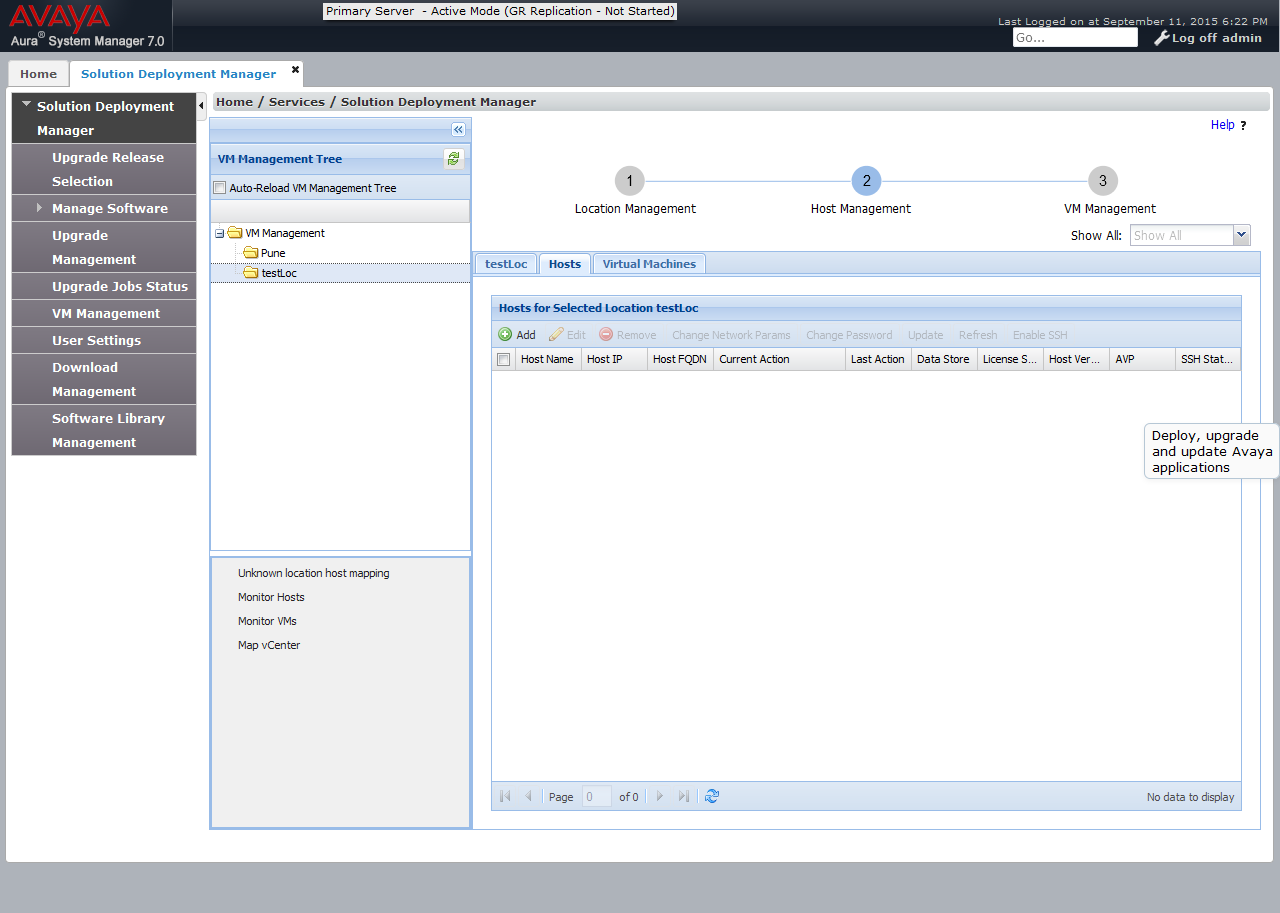 AVAYA
Aura® System Manager 7.0
Primary Server - Active Mode (GR Replication - Not Started)
Last Logged on at September 11, 2015 6:22 PM
Go...
Log off admin
Home
Solution Deployment Manager
Solution Deployment
Manager
Upgrade Release
Selection
Manage Software
Upgrade
Management
Upgrade Jobs Status
VM Management
User Settings
Download
Management
Software Library
Management
Home / Services / Solution Deployment Manager
Help ?
VM Management Tree
Auto-Reload VM Management Tree
VM Management
Pune
testLoc
Unknown location host mapping
Monitor Hosts
Monitor VMs
Map vCenter
1 2 3
Location Management Host Management VM Management
Show All: Show All
testLoc Hosts Virtual Machines
Hosts for Selected Location testLoc
Add Edit Remove Change Network Params Change Password Update Refresh Enable SSH
Host Name Host IP Host FQDN Current Action Last Action Data Store License S... Host Ver... AVP SSH Stat...
Deploy, upgrade
and update Avaya
applications
Page 0 of 0 No data to display